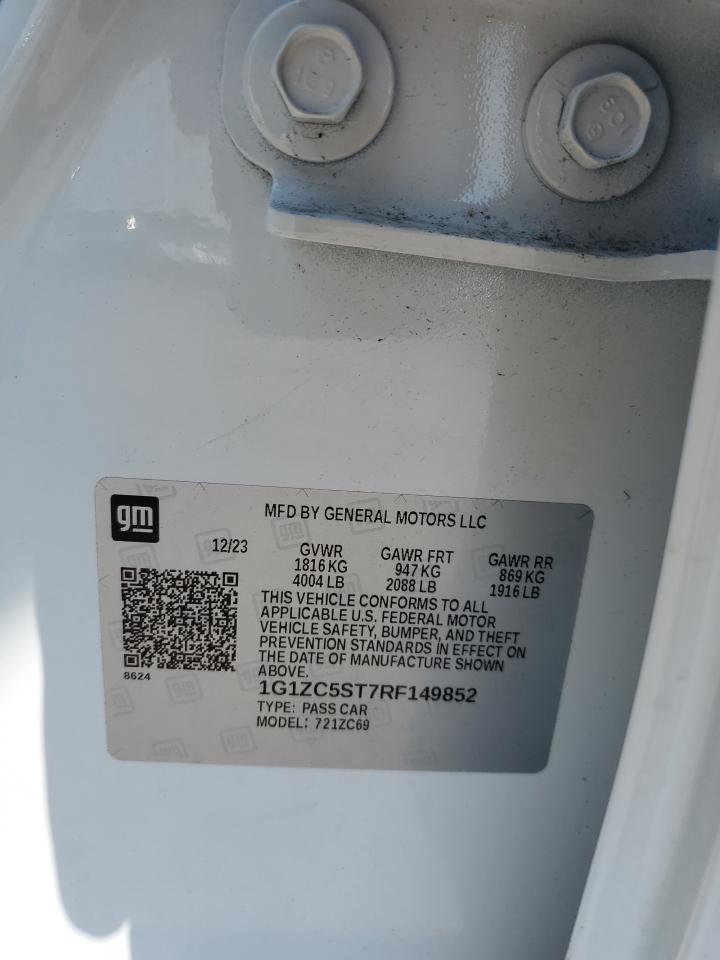 gm
MFD BY GENERAL MOTORS LLC
12/23
GVWR
1816 KG
4004 LB
GAWR FRT
947 KG
2088 LB
GAWR RR
869 KG
1916 LB
THIS VEHICLE CONFORMS TO ALL
APPLICABLE U.S. FEDERAL MOTOR
VEHICLE SAFETY, BUMPER, AND THEFT
PREVENTION STANDARDS IN EFFECT ON
THE DATE OF MANUFACTURE SHOWN
ABOVE.
8624
1G1ZC5ST7RF149852
TYPE: PASS CAR
MODEL: 721ZC69